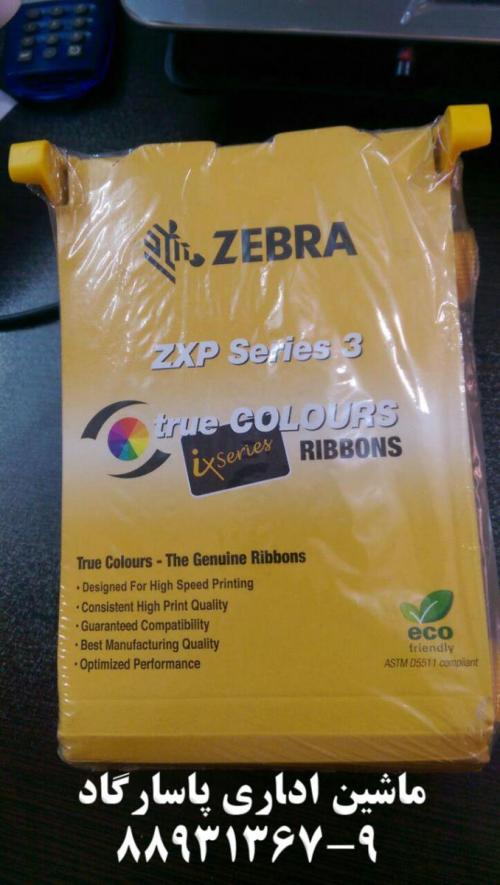 ZEBRA
ZXP Series 3
true COLOURS
ix Series RIBBONS
True Colours - The Genuine Ribbons
• Designed For High Speed Printing
• Consistent High Print Quality
• Guaranteed Compatibility
• Best Manufacturing Quality
• Optimized Performance
eco
friendly
ASTM D5511 compliant
ماشین اداری پاسارگاد
۸۸۹۳۱۳۶۷-۹